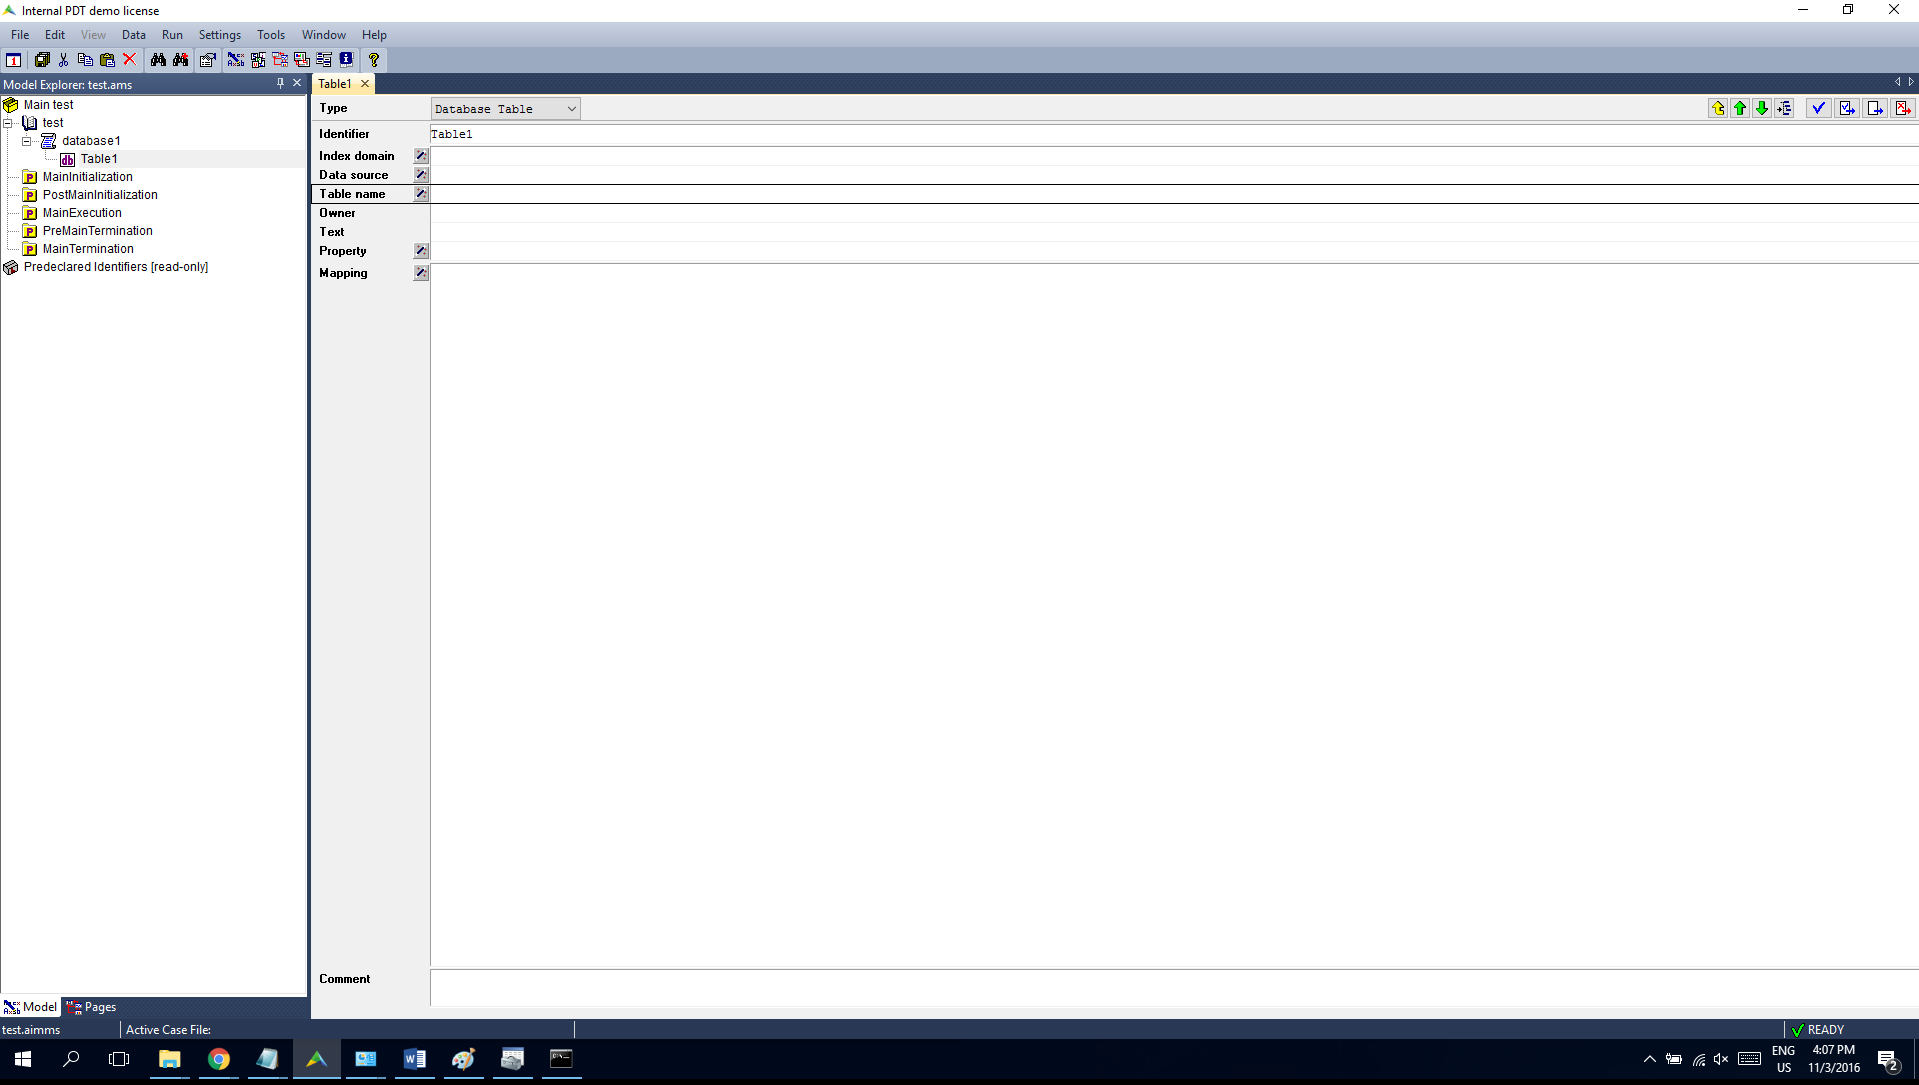 Internal PDT demo license
File Edit View Data Run Settings Tools Window Help
Model Explorer: test.ams
Main test
test
database1
Table1
MainInitialization
PostMainInitialization
MainExecution
PreMainTermination
MainTermination
Predeclared Identifiers [read-only]
Model Pages
Table1
Type Database Table
Identifier Table1
Index domain
Data source
Table name
Owner
Text
Property
Mapping
Comment
test.aimms Active Case File: READY
ENG
US
4:07 PM
11/3/2016
2